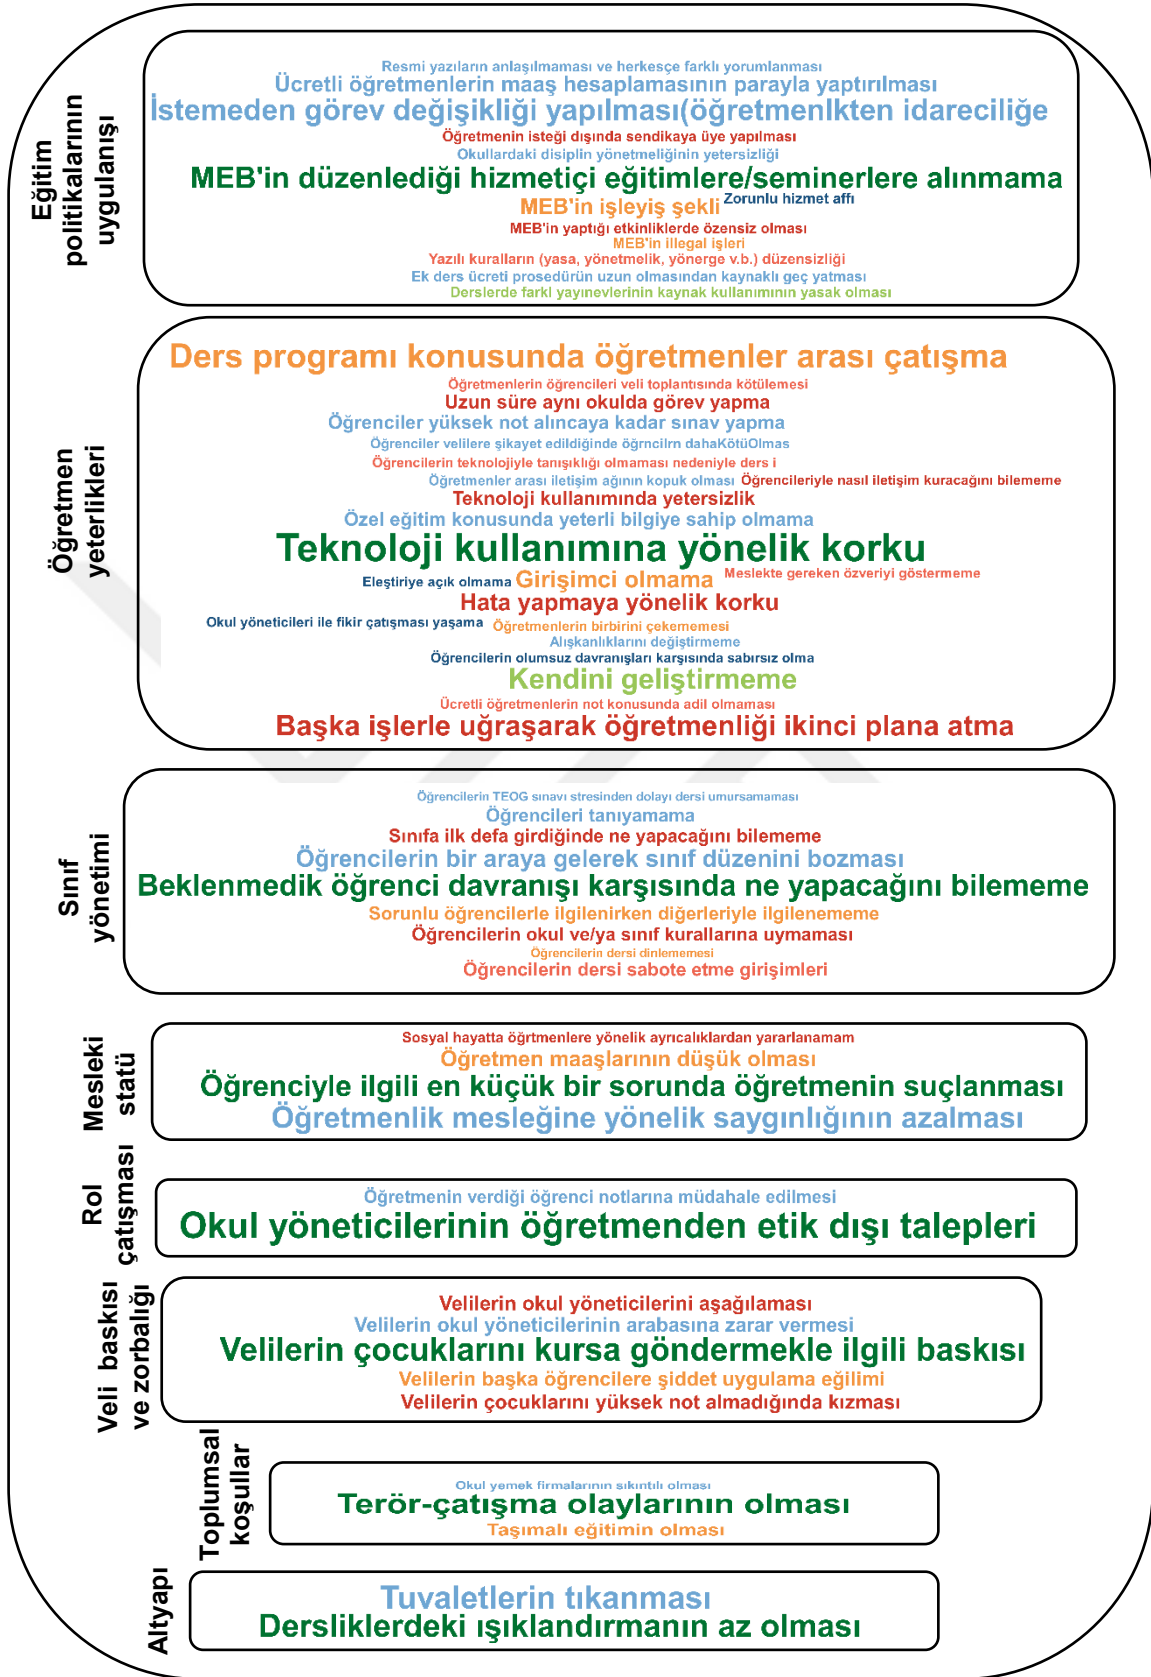 Eğitim
politikalarının
uygulanışı
Resmi yazıların anlaşılmaması ve herkesçe farklı yorumlanması
Ücretli öğretmenlerin maaş hesaplamasının parayla yaptırılması
İstemeden görev değişikliği yapılması(öğretmenlkten idareciliğe
Öğretmenin isteği dışında sendikaya üye yapılması
Okullardaki disiplin yönetmeliğinin yetersizliği
MEB'in düzenlediği hizmetiçi eğitimlere/seminerlere alınmama
MEB'in işleyiş şekli Zorunlu hizmet affı
MEB'in yaptığı etkinliklerde özensiz olması
MEB'in illegal işleri
Yazılı kuralların (yasa, yönetmelik, yönerge v.b.) düzensizliği
Ek ders ücreti prosedürün uzun olmasından kaynaklı geç yatması
Derslerde farkl yayınevlerinin kaynak kullanımının yasak olması
Öğretmen
yeterlikleri
Ders programı konusunda öğretmenler arası çatışma
Öğretmenlerin öğrencileri veli toplantısında kötülemesi
Uzun süre aynı okulda görev yapma
Öğrenciler yüksek not alıncaya kadar sınav yapma
Öğrenciler velilere şikayet edildiğinde öğrncilrn dahaKötüOlmas
Öğrencilerin teknolojiyle tanışıklığı olmaması nedeniyle ders i
Öğretmenler arası iletişim ağının kopuk olması Öğrencileriyle nasıl iletişim kuracağını bilememe
Teknoloji kullanımında yetersizlik
Özel eğitim konusunda yeterli bilgiye sahip olmama
Teknoloji kullanımına yönelik korku
Eleştiriye açık olmama Girişimci olmama Meslekte gereken özveriyi göstermeme
Hata yapmaya yönelik korku
Okul yöneticileri ile fikir çatışması yaşama Öğretmenlerin birbirini çekememesi
Alışkanlıklarını değiştirmeme
Öğrencilerin olumsuz davranışları karşısında sabırsız olma
Kendini geliştirmeme
Ücretli öğretmenlerin not konusunda adil olmaması
Başka işlerle uğraşarak öğretmenliği ikinci plana atma
Sınıf
yönetimi
Öğrencilerin TEOG sınavı stresinden dolayı dersi umursamaması
Öğrencileri tanıyamama
Sınıfa ilk defa girdiğinde ne yapacağını bilememe
Öğrencilerin bir araya gelerek sınıf düzenini bozması
Beklenmedik öğrenci davranışı karşısında ne yapacağını bilememe
Sorunlu öğrencilerle ilgilenirken diğerleriyle ilgilenememe
Öğrencilerin okul ve/ya sınıf kurallarına uymaması
Öğrencilerin dersi dinlememesi
Öğrencilerin dersi sabote etme girişimleri
Mesleki
statü
Sosyal hayatta öğrtmenlere yönelik ayrıcalıklardan yararlanamam
Öğretmen maaşlarının düşük olması
Öğrenciyle ilgili en küçük bir sorunda öğretmenin suçlanması
Öğretmenlik mesleğine yönelik saygınlığının azalması
Rol
çatışması
Öğretmenin verdiği öğrenci notlarına müdahale edilmesi
Okul yöneticilerinin öğretmenden etik dışı talepleri
Veli baskısı
ve zorbalığı
Velilerin okul yöneticilerini aşağılaması
Velilerin okul yöneticilerinin arabasına zarar vermesi
Velilerin çocuklarını kursa göndermekle ilgili baskısı
Velilerin başka öğrencilere şiddet uygulama eğilimi
Velilerin çocuklarını yüksek not almadığında kızması
Toplumsal
koşullar
Okul yemek firmalarının sıkıntılı olması
Terör-çatışma olaylarının olması
Taşımalı eğitimin olması
Altyapı
Tuvaletlerin tıkanması
Dersliklerdeki ışıklandırmanın az olması